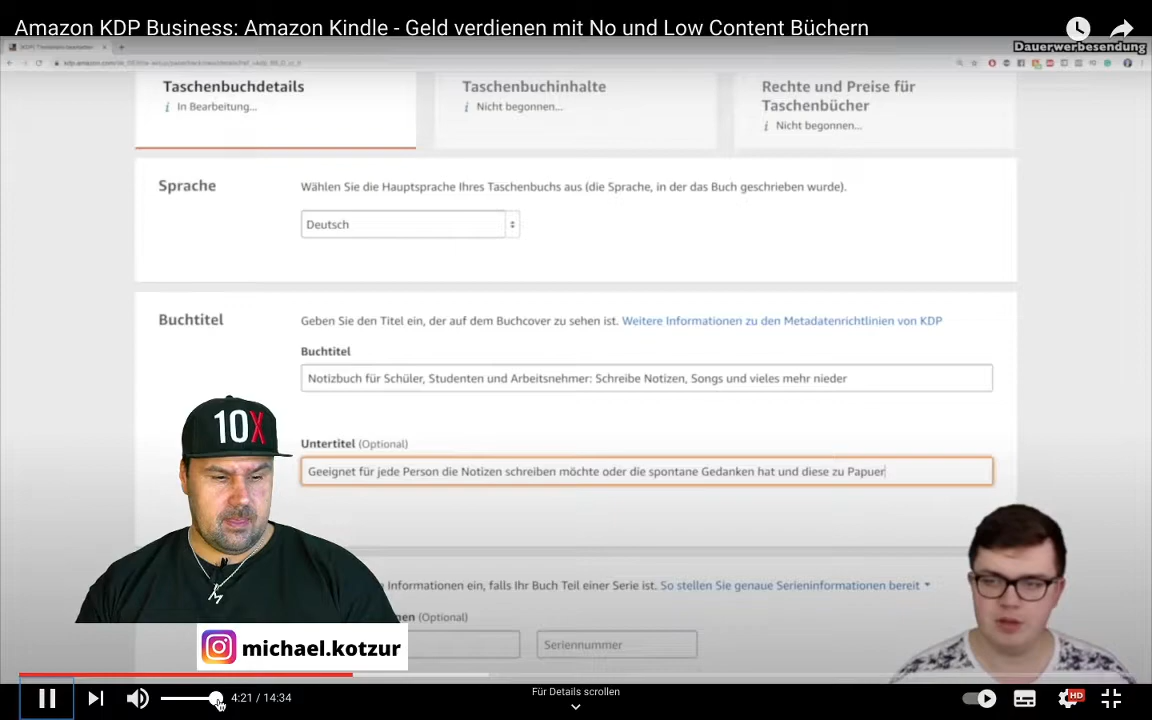 Amazon KDP Business: Amazon Kindle - Geld verdienen mit No und Low Content Büchern
Dauerwerbesendung
Taschenbuchdetails
In Bearbeitung...
Taschenbuchinhalte
Nicht begonnen...
Rechte und Preise für
Taschenbücher
Nicht begonnen...
Sprache
Wählen Sie die Hauptsprache Ihres Taschenbuchs aus (die Sprache, in der das Buch geschrieben wurde).
Deutsch
Buchtitel
Geben Sie den Titel ein, der auf dem Buchcover zu sehen ist. Weitere Informationen zu den Metadatenrichtlinien von KDP
Buchtitel
Notizbuch für Schüler, Studenten und Arbeitsnehmer: Schreibe Notizen, Songs und vieles mehr nieder
Untertitel (Optional)
Geeignet für jede Person die Notizen schreiben möchte oder die spontane Gedanken hat und diese zu Papuer
10X
Informationen ein, falls Ihr Buch Teil einer Serie ist. So stellen Sie genaue Serieninformationen bereit
(Optional)
Seriennummer
michael.kotzur
4:21 / 14:34
Für Details scrollen
HD